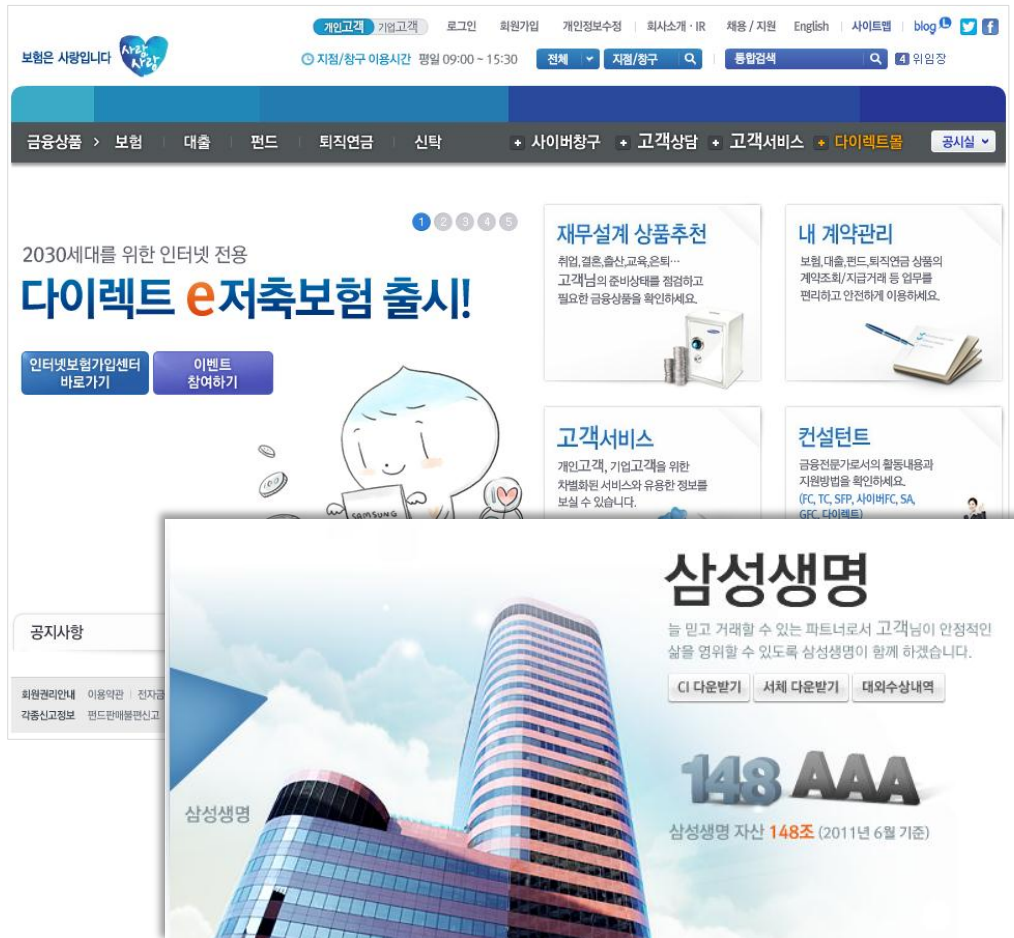 개인고객 기업고객 로그인 회원가입 개인정보수정 회사소개·IR 채용/지원 English 사이트맵 blog
보험은 사랑입니다 사랑사랑
지점/창구 이용시간 평일 09:00 ~ 15:30 전체 지점/창구 통합검색 4 위임장
금융상품 > 보험 대출 펀드 퇴직연금 신탁 + 사이버창구 + 고객상담 + 고객서비스 + 다이렉트몰 공시실
1 2 3 4 5
2030세대를 위한 인터넷 전용
다이렉트 e저축보험 출시!
인터넷보험가입센터
바로가기
이벤트
참여하기
SAMSUNG
재무설계 상품추천
취업,결혼,출산,교육,은퇴…
고객님의 준비상태를 점검하고
필요한 금융상품을 확인하세요.
내 계약관리
보험,대출,펀드,퇴직연금 상품의
계약조회/지급거래 등 업무를
편리하고 안전하게 이용하세요.
고객서비스
개인고객, 기업고객을 위한
차별화된 서비스와 유용한 정보를
보실 수 있습니다.
컨설턴트
금융전문가로서의 활동내용과
지원방법을 확인하세요.
(FC, TC, SFP, 사이버FC, SA,
GFC, 다이렉트)
공지사항
회원권리안내 이용약관 전자금
각종신고정보 펀드판매불편신고
삼성생명
삼성생명
늘 믿고 거래할 수 있는 파트너로서 고객님이 안정적인
삶을 영위할 수 있도록 삼성생명이 함께 하겠습니다.
CI 다운받기 서체 다운받기 대외수상내역
148 AAA
삼성생명 자산 148조 (2011년 6월 기준)